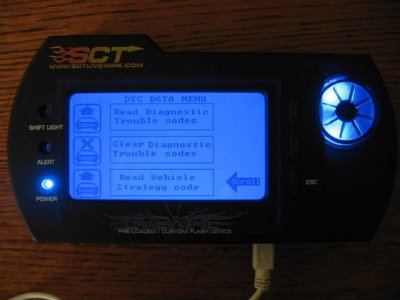 SCT
WWW.SCTLIVEWIRE.COM
DTC DATA MENU
Read Diagnostic
Trouble codes
SHIFT LIGHT
Clear Diagnostic
Trouble codes
ALERT
Read Vehicle
Strategy code
Scroll
ESC
POWER
LIVEWIRE
PRE-LOADED / CUSTOM FLASH DEVICE